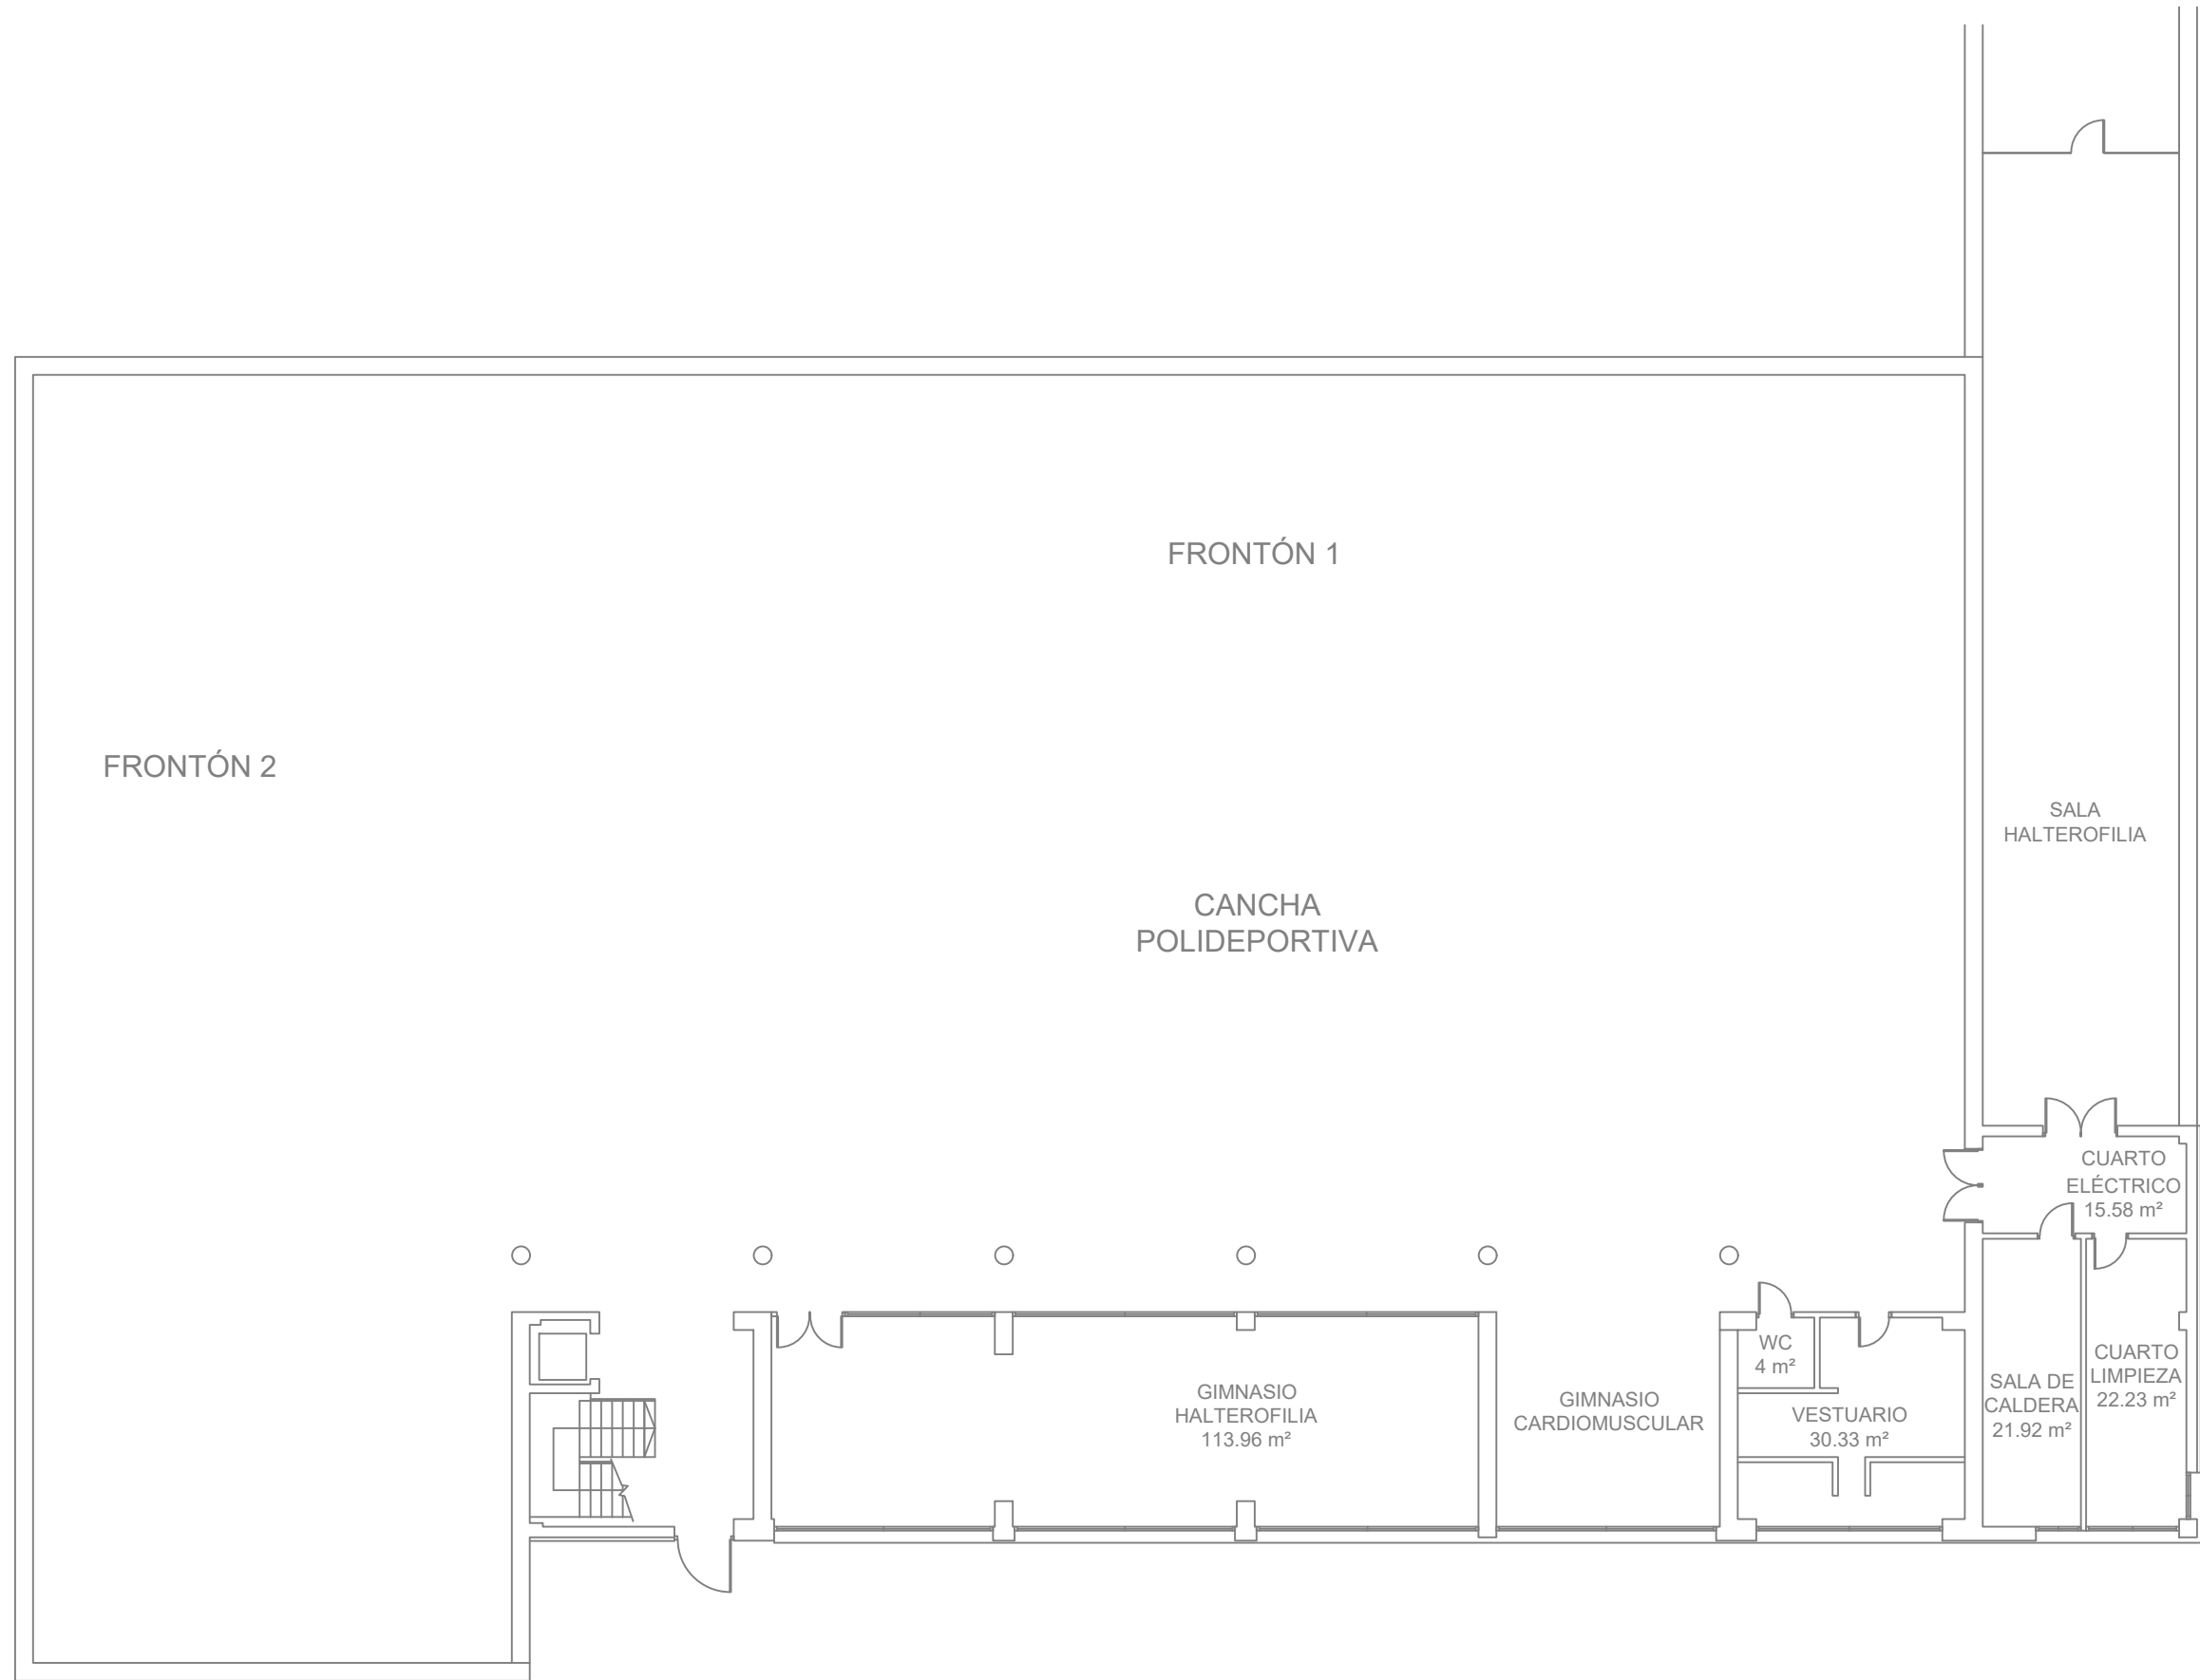 FRONTÓN 1
FRONTÓN 2
SALA
HALTEROFILIA
CANCHA
POLIDEPORTIVA
CUARTO
ELÉCTRICO
15.58 m²
WC
4 m²
GIMNASIO
HALTEROFILIA
113.96 m²
GIMNASIO
CARDIOMUSCULAR
VESTUARIO
30.33 m²
SALA DE
CALDERA
21.92 m²
CUARTO
LIMPIEZA
22.23 m²